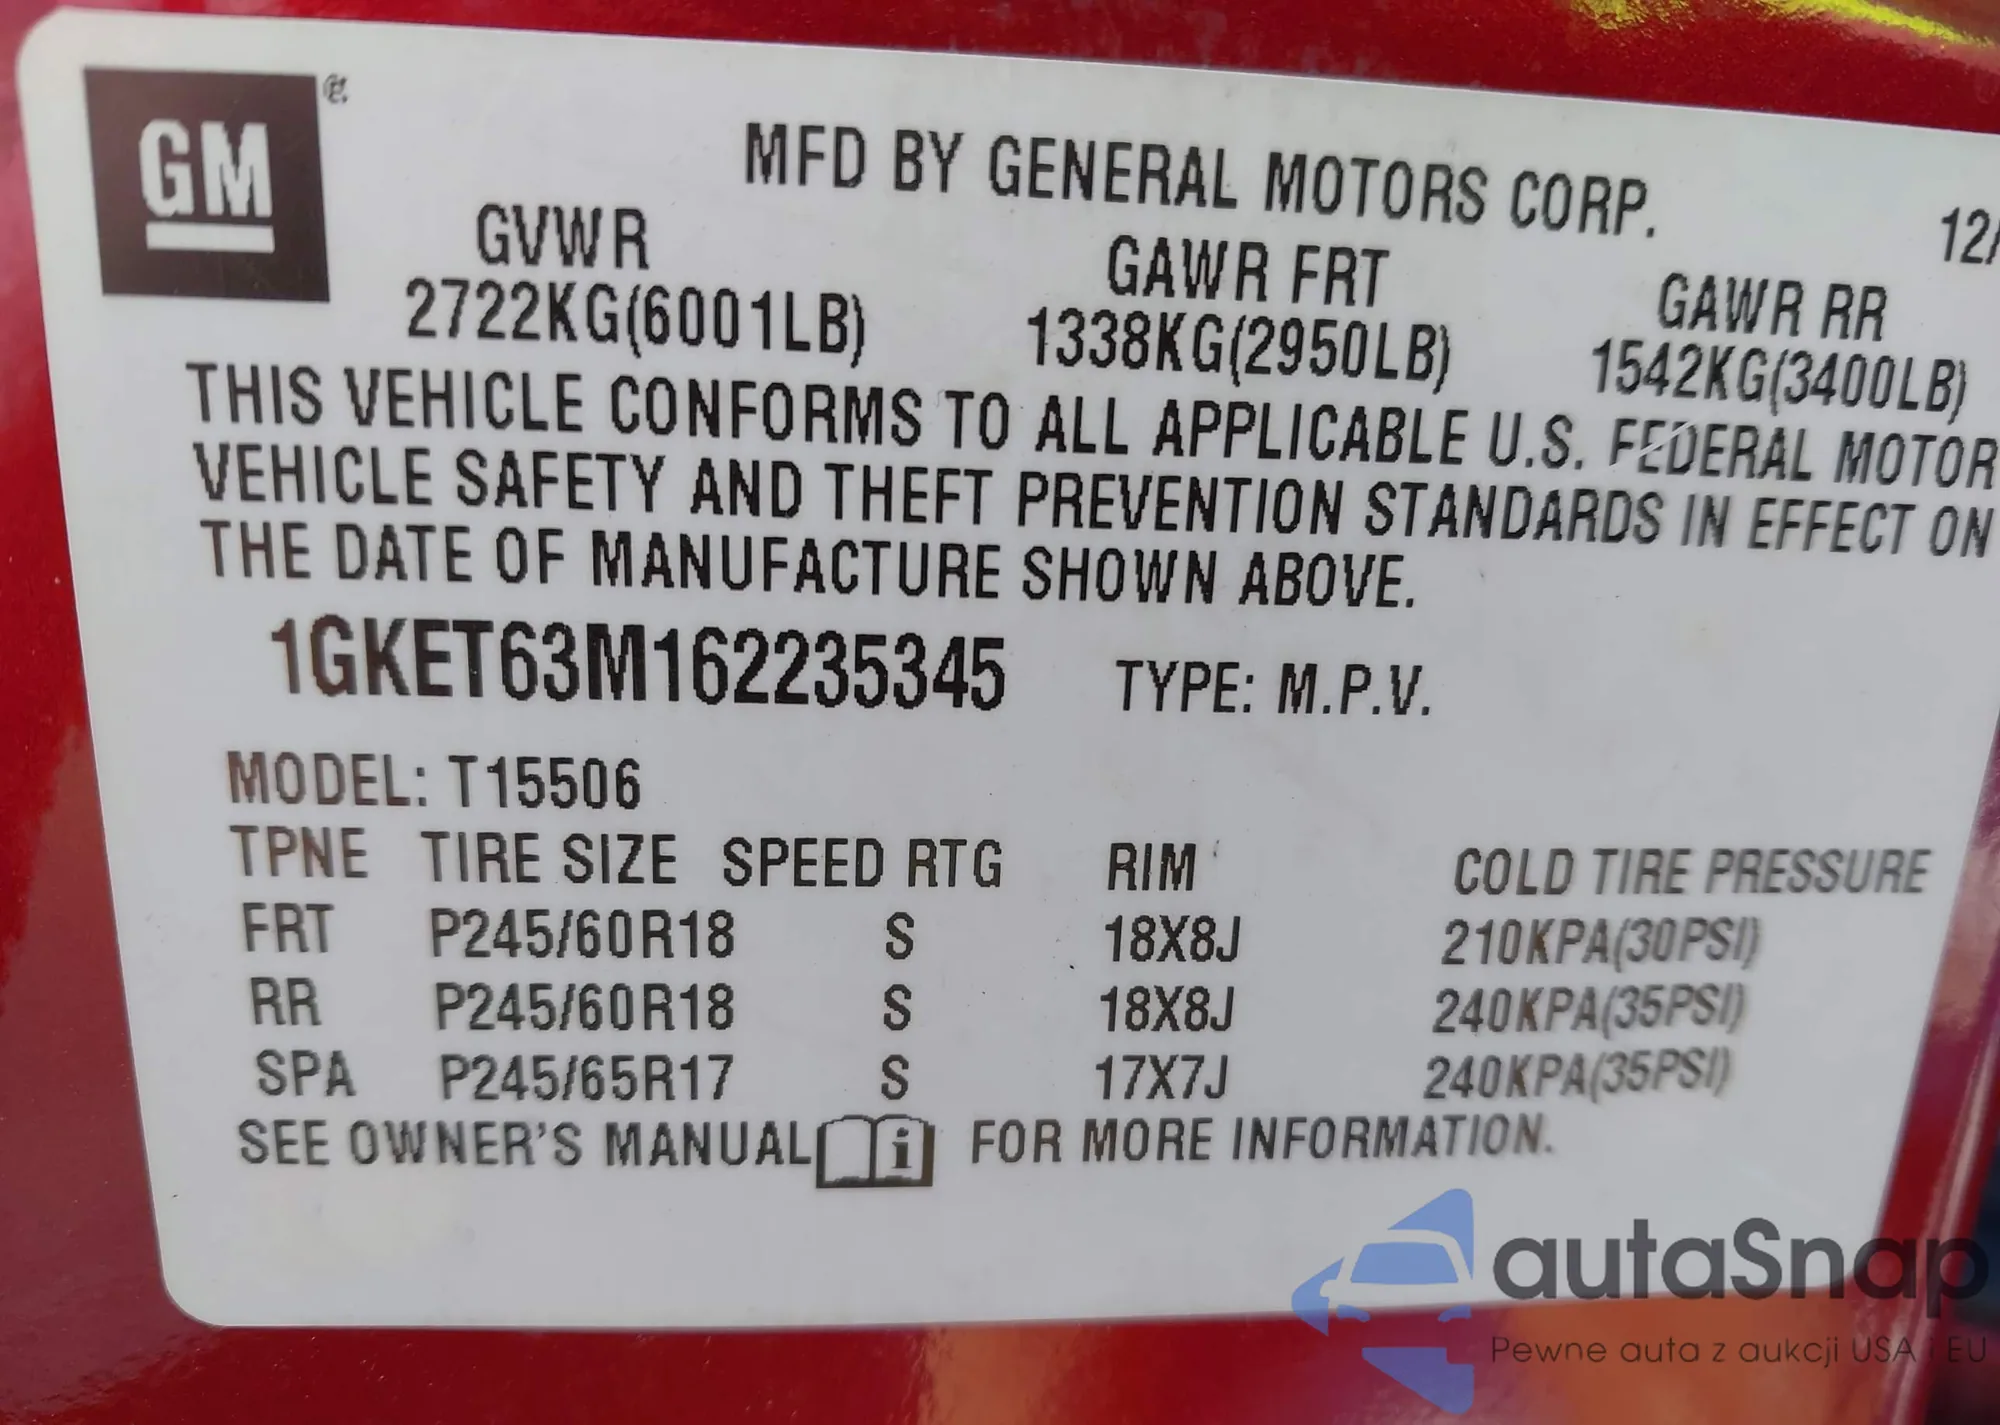 GM
MFD BY GENERAL MOTORS CORP. 12/
GVWR GAWR FRT GAWR RR
2722KG(6001LB) 1338KG(2950LB) 1542KG(3400LB)
THIS VEHICLE CONFORMS TO ALL APPLICABLE U.S. FEDERAL MOTOR
VEHICLE SAFETY AND THEFT PREVENTION STANDARDS IN EFFECT ON
THE DATE OF MANUFACTURE SHOWN ABOVE.
1GKET63M162235345 TYPE: M.P.V.
MODEL: T15506
TPNE TIRE SIZE SPEED RTG RIM COLD TIRE PRESSURE
FRT P245/60R18 S 18X8J 210KPA(30PSI)
RR P245/60R18 S 18X8J 240KPA(35PSI)
SPA P245/65R17 S 17X7J 240KPA(35PSI)
SEE OWNER'S MANUAL i FOR MORE INFORMATION.
autaSnap
Pewne auta z aukcji USA i EU